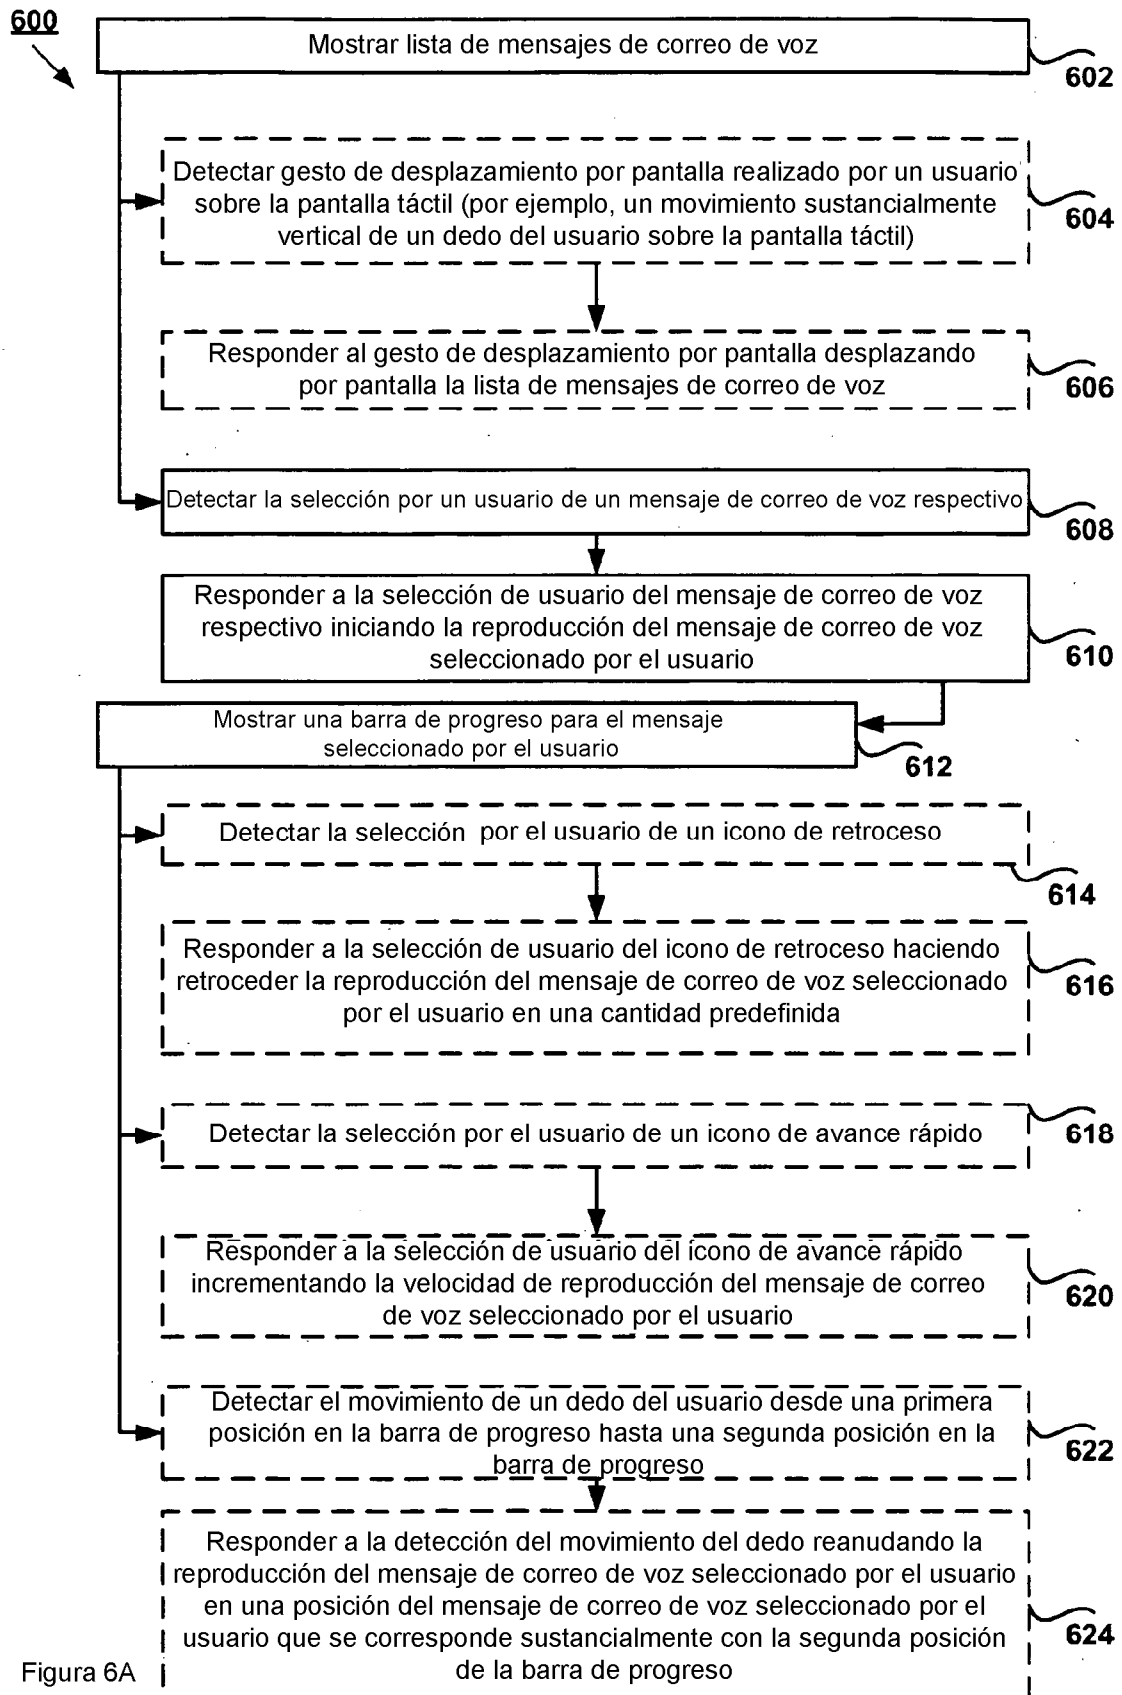 600
Mostrar lista de mensajes de correo de voz
602
Detectar gesto de desplazamiento por pantalla realizado por un usuario
sobre la pantalla táctil (por ejemplo, un movimiento sustancialmente
vertical de un dedo del usuario sobre la pantalla táctil)
604
Responder al gesto de desplazamiento por pantalla desplazando
por pantalla la lista de mensajes de correo de voz
606
Detectar la selección por un usuario de un mensaje de correo de voz respectivo
608
Responder a la selección de usuario del mensaje de correo de voz
respectivo iniciando la reproducción del mensaje de correo de voz
seleccionado por el usuario
610
Mostrar una barra de progreso para el mensaje
seleccionado por el usuario
612
Detectar la selección por el usuario de un icono de retroceso
614
Responder a la selección de usuario del icono de retroceso haciendo
retroceder la reproducción del mensaje de correo de voz seleccionado
por el usuario en una cantidad predefinida
616
Detectar la selección por el usuario de un icono de avance rápido
618
Responder a la selección de usuario del icono de avance rápido
incrementando la velocidad de reproducción del mensaje de correo
de voz seleccionado por el usuario
620
Detectar el movimiento de un dedo del usuario desde una primera
posición en la barra de progreso hasta una segunda posición en la
barra de progreso
622
Responder a la detección del movimiento del dedo reanudando la
reproducción del mensaje de correo de voz seleccionado por el usuario
en una posición del mensaje de correo de voz seleccionado por el
usuario que se corresponde sustancialmente con la segunda posición
de la barra de progreso
624
Figura 6A